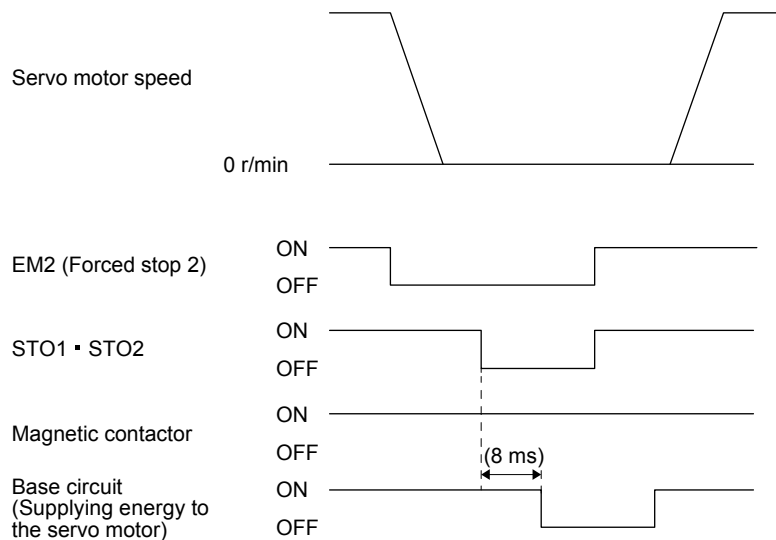 Servo motor speed
0 r/min
EM2 (Forced stop 2)
ON
OFF
STO1 ▪ STO2
ON
OFF
Magnetic contactor
ON
OFF
(8 ms)
Base circuit
(Supplying energy to
the servo motor)
ON
OFF